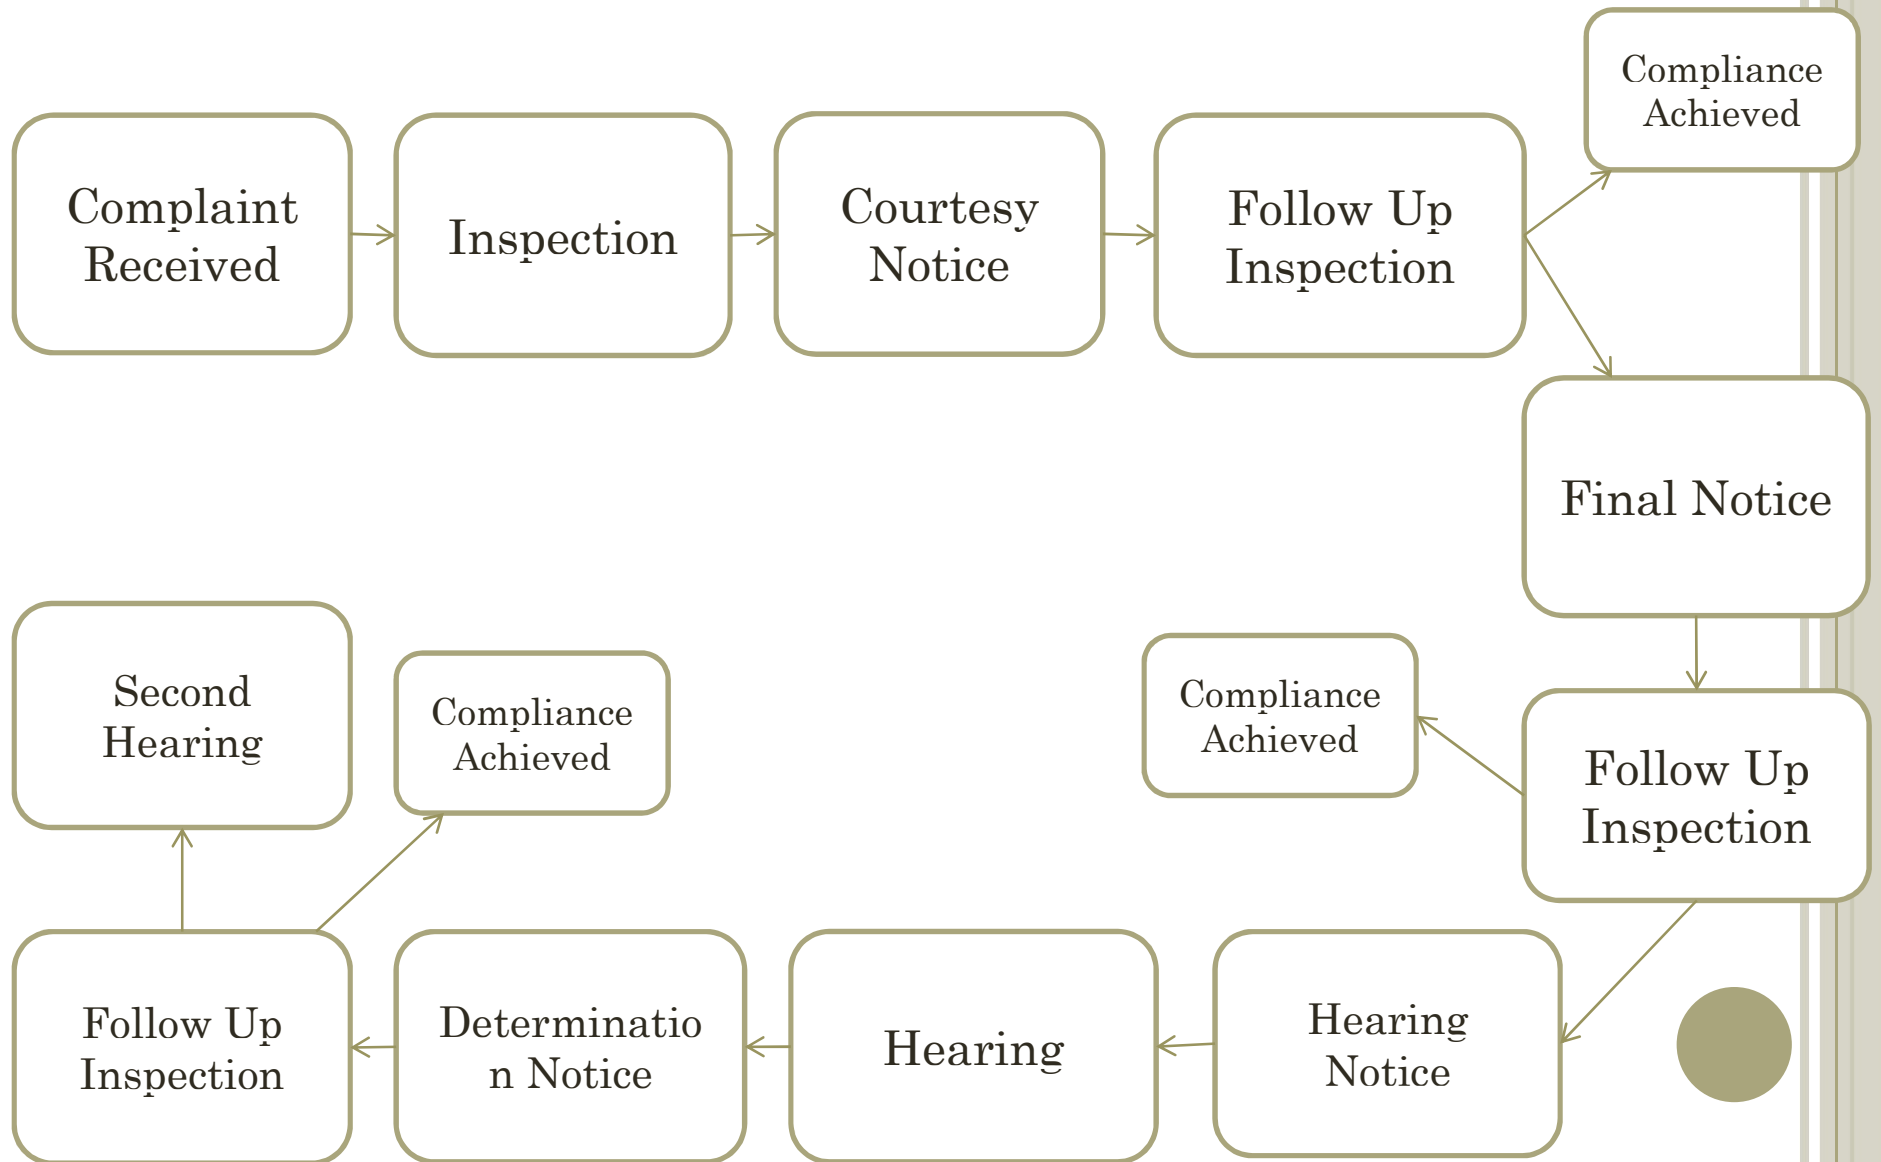 Complaint
Received
Inspection
Courtesy
Notice
Follow Up
Inspection
Compliance
Achieved
Final Notice
Follow Up
Inspection
Compliance
Achieved
Hearing
Notice
Hearing
Determinatio
n Notice
Follow Up
Inspection
Compliance
Achieved
Second
Hearing